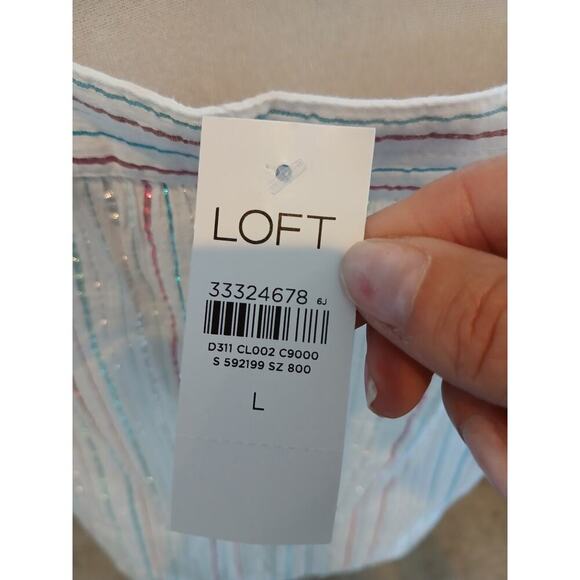 LOFT
33324678 6J
D311 CL002 C9000
S 592199 SZ 800
L